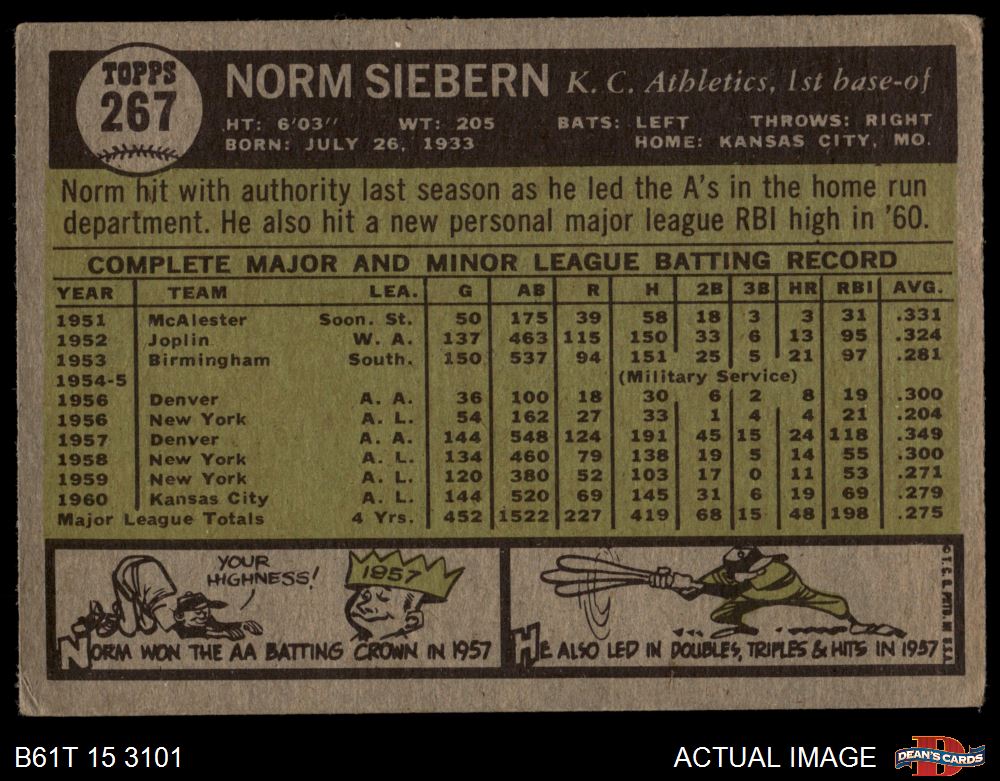 TOPPS
267
NORM SIEBERN K. C. Athletics, 1st base-of
HT: 6'03" WT: 205 BATS: LEFT THROWS: RIGHT
BORN: JULY 26, 1933 HOME: KANSAS CITY, MO.
Norm hit with authority last season as he led the A's in the home run
department. He also hit a new personal major league RBI high in '60.
COMPLETE MAJOR AND MINOR LEAGUE BATTING RECORD
YEAR TEAM LEA. G AB R H 2B 3B HR RBI AVG.
1951 McAlester Soon. St. 50 175 39 58 18 3 3 31 .331
1952 Joplin W. A. 137 463 115 150 33 6 13 95 .324
1953 Birmingham South. 150 537 94 151 25 5 21 97 .281
1954-5 (Military Service)
1956 Denver A. A. 36 100 18 30 6 2 8 19 .300
1956 New York A. L. 54 162 27 33 1 4 4 21 .204
1957 Denver A. A. 144 548 124 191 45 15 24 118 .349
1958 New York A. L. 134 460 79 138 19 5 14 55 .300
1959 New York A. L. 120 380 52 103 17 0 11 53 .271
1960 Kansas City A. L. 144 520 69 145 31 6 19 69 .279
Major League Totals 4 Yrs. 452 1522 227 419 68 15 48 198 .275
YOUR
HIGHNESS!
1957
NORM WON THE AA BATTING CROWN IN 1957
HE ALSO LED IN DOUBLES, TRIPLES & HITS IN 1957
© T. C. G. PRTD. IN U.S.A.
B61T 15 3101
ACTUAL IMAGE
D
DEAN'S CARDS